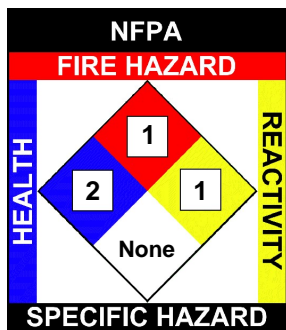 NFPA
FIRE HAZARD
HEALTH
1
2
1
REACTIVITY
None
SPECIFIC HAZARD